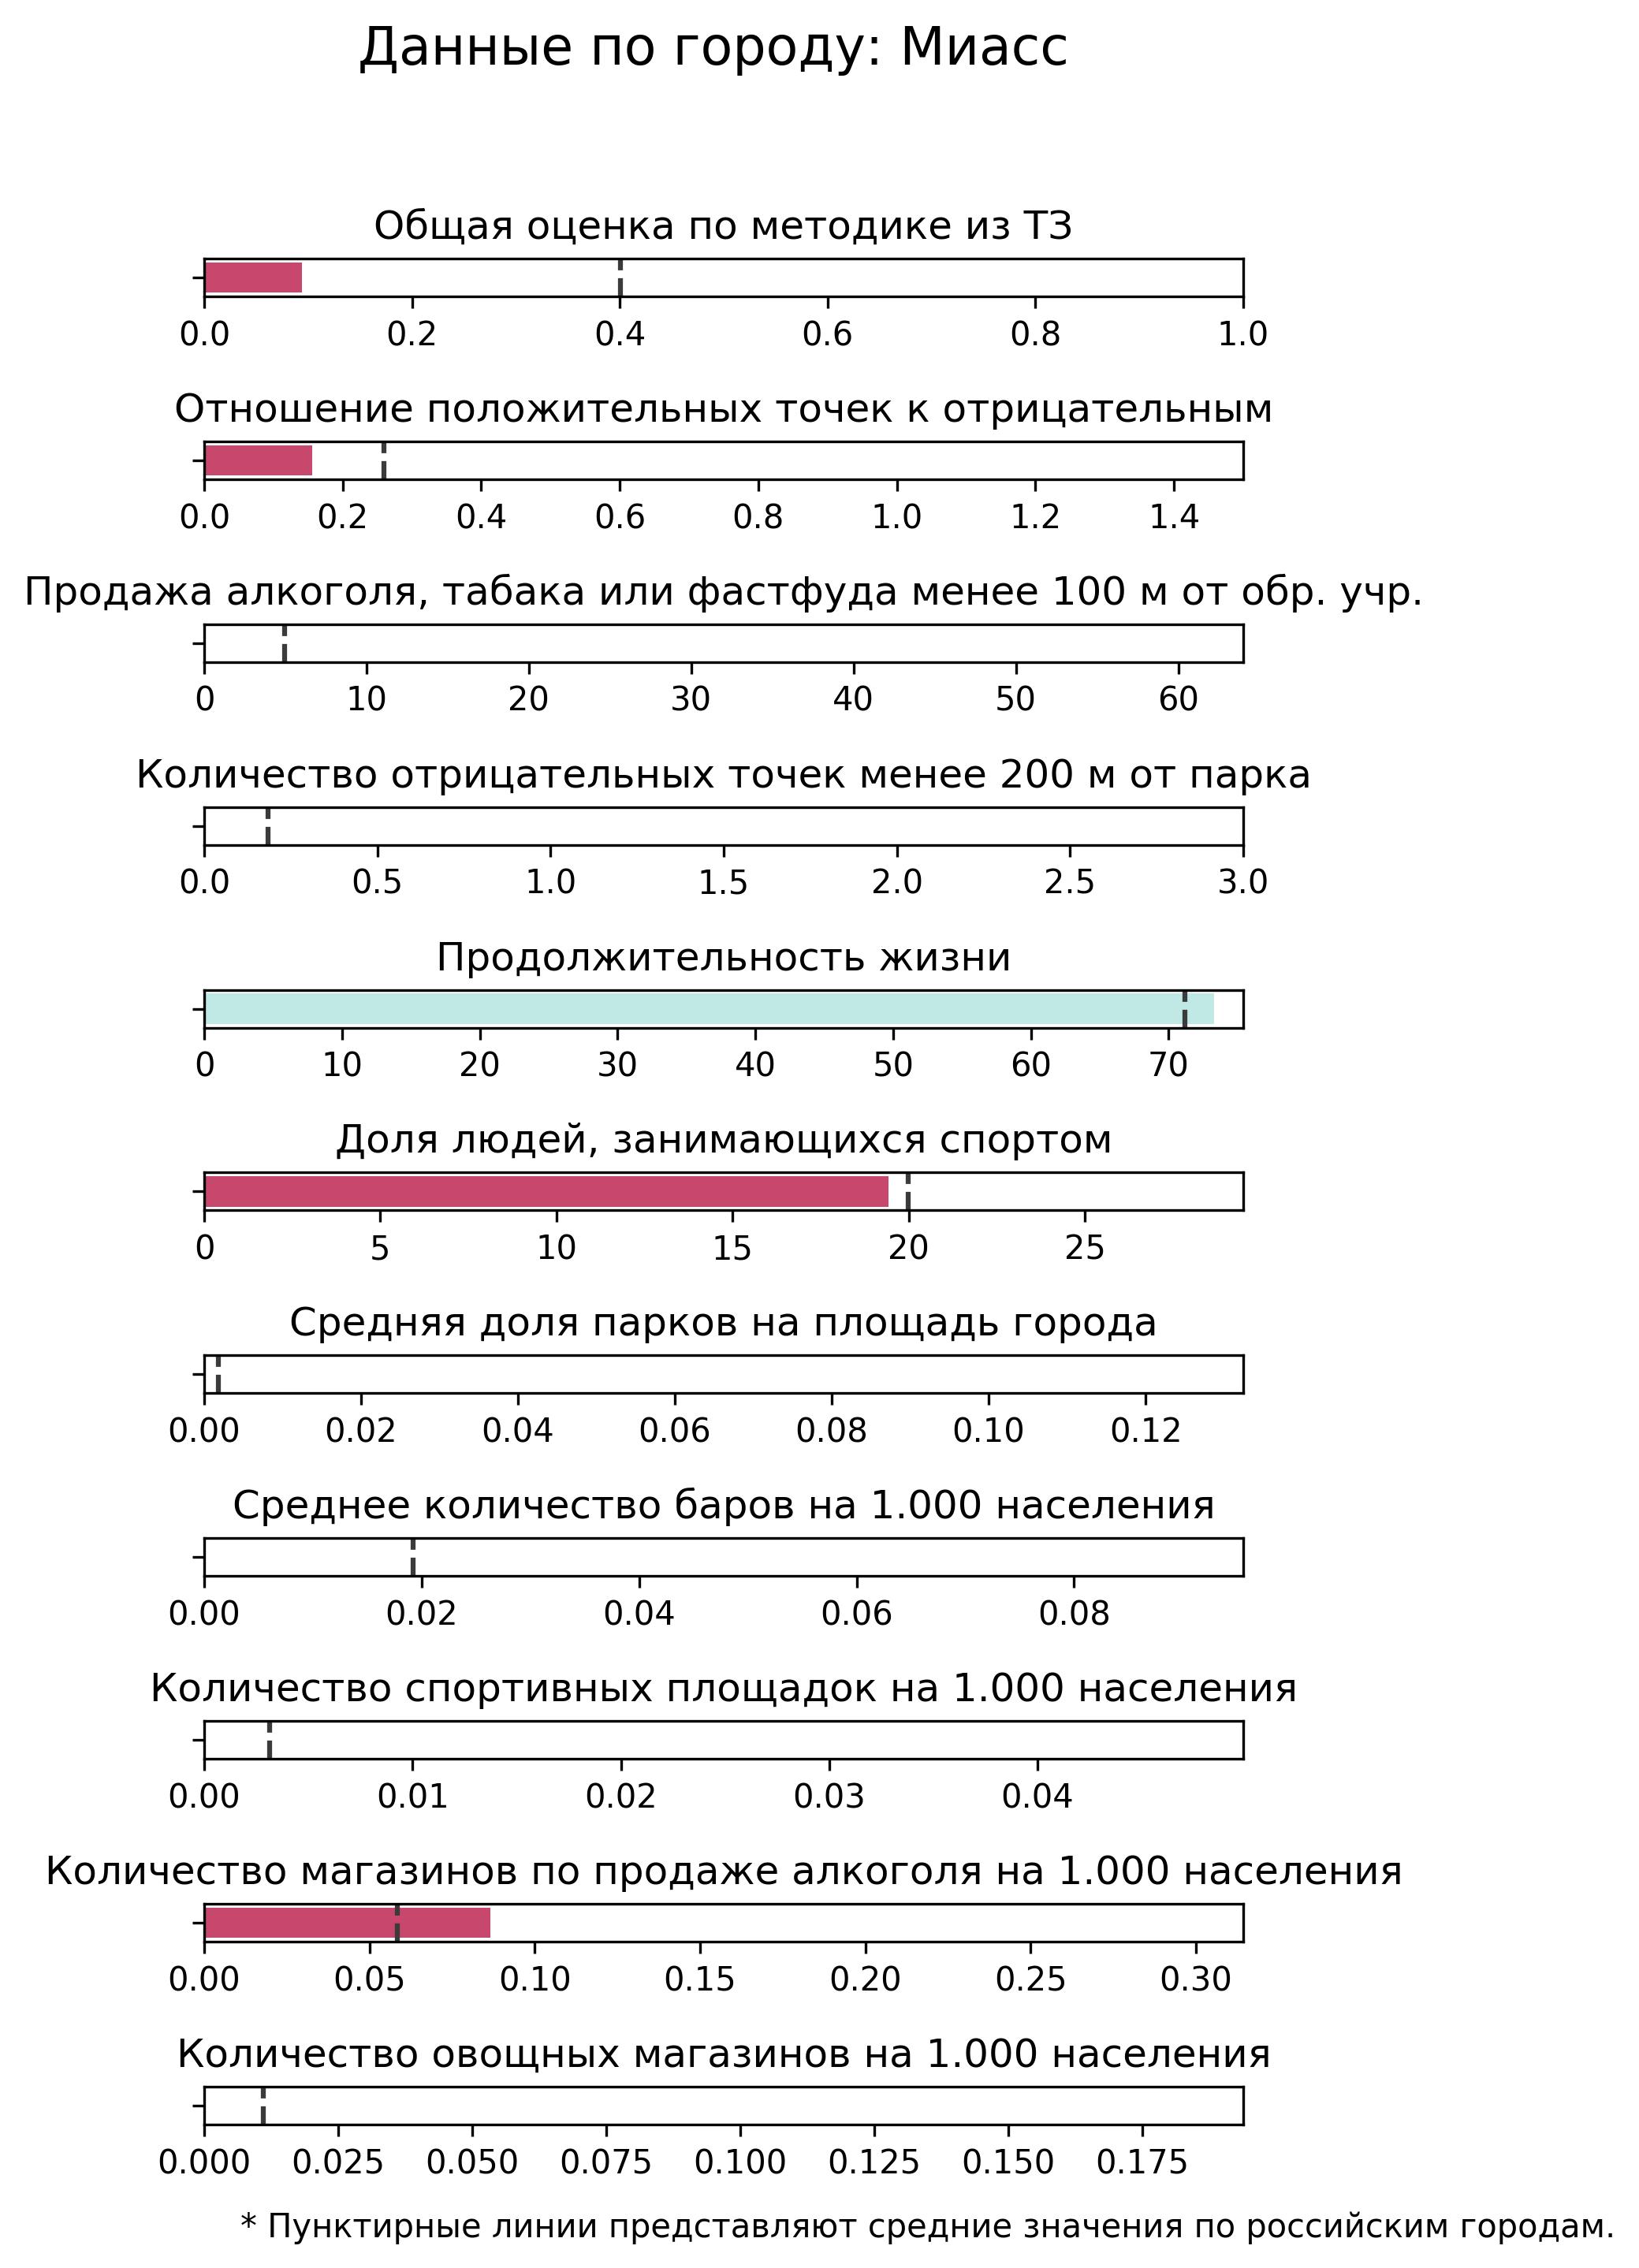 Данные по городу: Миасс
Общая оценка по методике из ТЗ
0.0 0.2 0.4 0.6 0.8 1.0
Отношение положительных точек к отрицательным
0.0 0.2 0.4 0.6 0.8 1.0 1.2 1.4
Продажа алкоголя, табака или фастфуда менее 100 м от обр. учр.
0 10 20 30 40 50 60
Количество отрицательных точек менее 200 м от парка
0.0 0.5 1.0 1.5 2.0 2.5 3.0
Продолжительность жизни
0 10 20 30 40 50 60 70
Доля людей, занимающихся спортом
0 5 10 15 20 25
Средняя доля парков на площадь города
0.00 0.02 0.04 0.06 0.08 0.10 0.12
Среднее количество баров на 1.000 населения
0.00 0.02 0.04 0.06 0.08
Количество спортивных площадок на 1.000 населения
0.00 0.01 0.02 0.03 0.04
Количество магазинов по продаже алкоголя на 1.000 населения
0.00 0.05 0.10 0.15 0.20 0.25 0.30
Количество овощных магазинов на 1.000 населения
0.000 0.025 0.050 0.075 0.100 0.125 0.150 0.175
* Пунктирные линии представляют средние значения по российским городам.